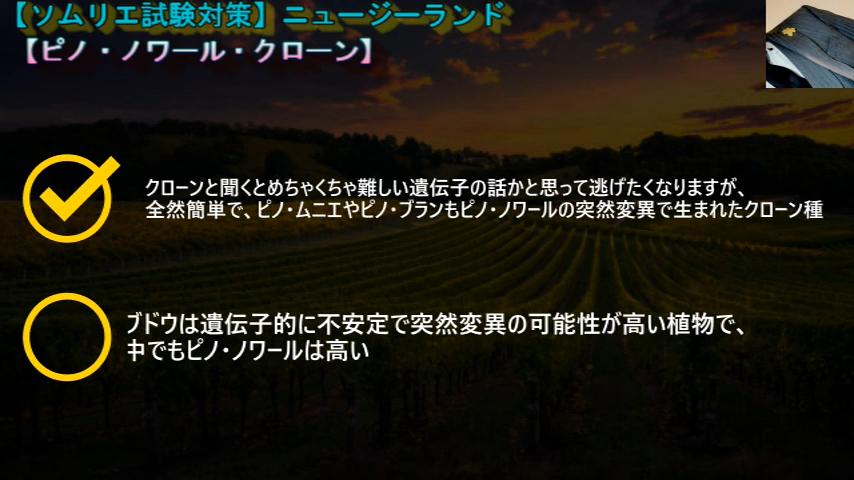 【ソムリエ試験対策】ニュージーランド
【ピノ・ノワール・クローン】
クローンと聞くとめちゃくちゃ難しい遺伝子の話かと思って逃げたくなりますが、
全然簡単で、ピノ・ムニエやピノ・ブランもピノ・ノワールの突然変異で生まれたクローン種
ブドウは遺伝子的に不安定で突然変異の可能性が高い植物で、
中でもピノ・ノワールは高い